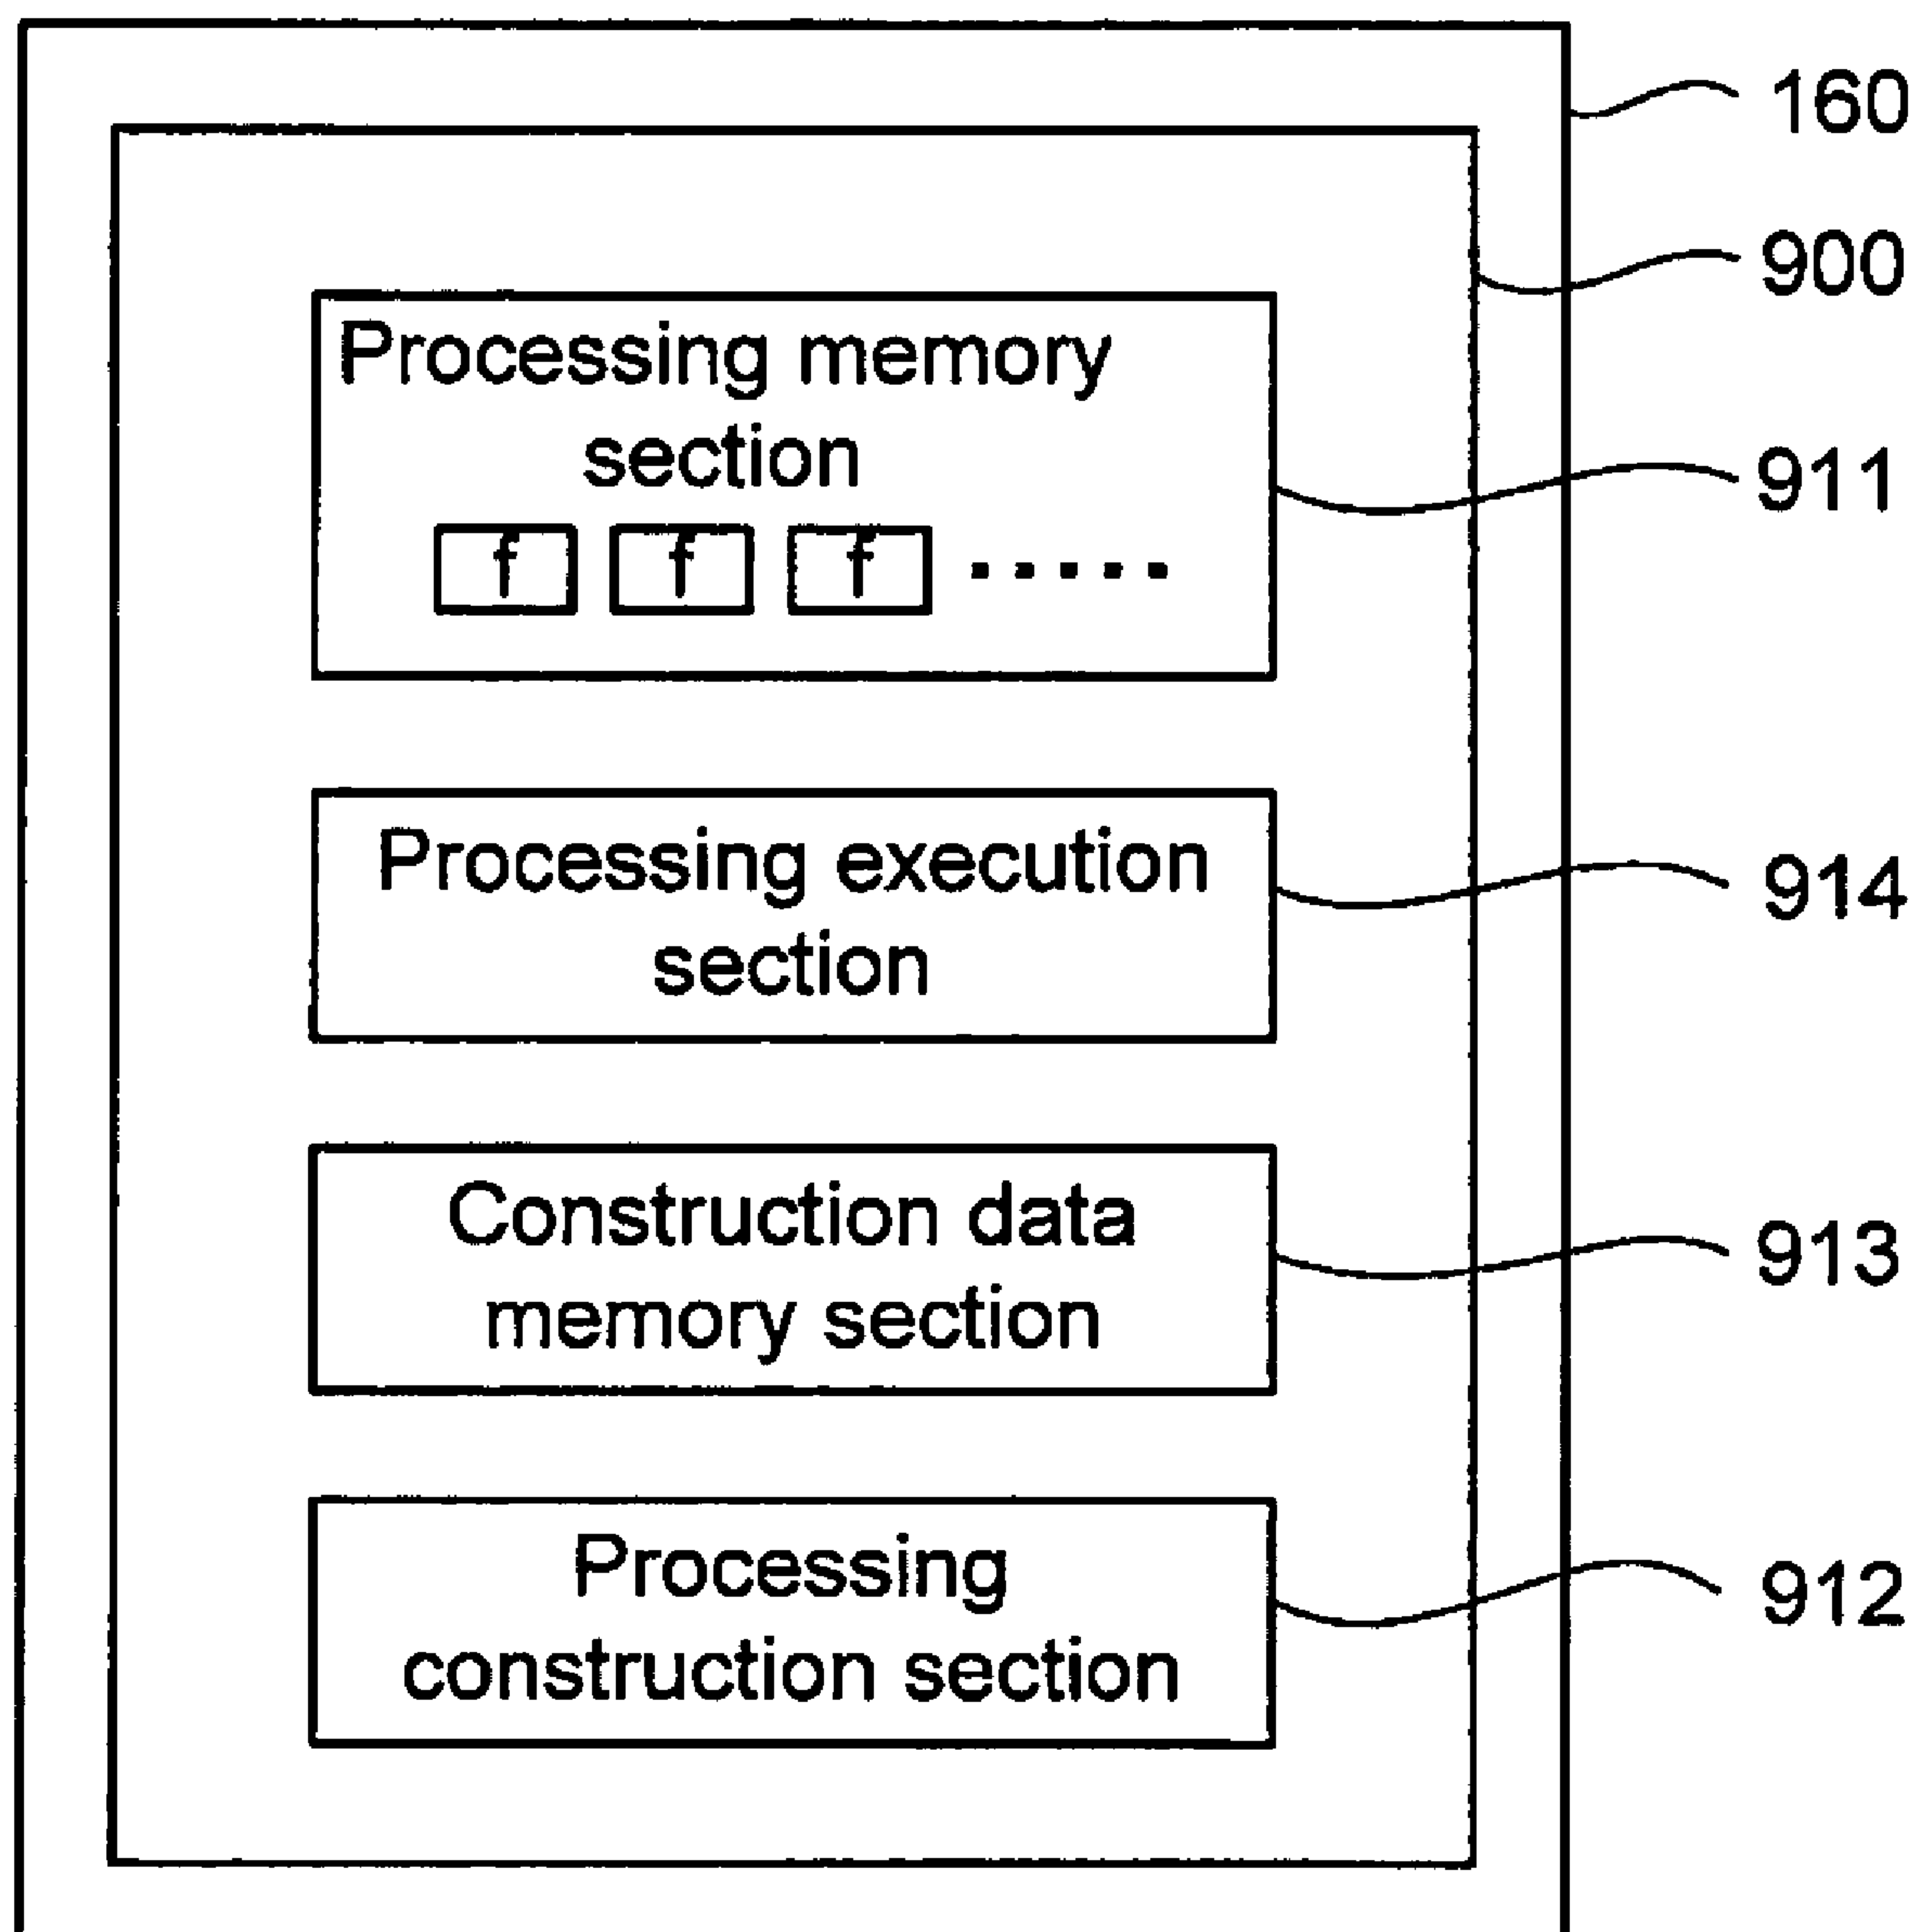 160
900
Processing memory
section
911
f f f .....
Processing execution
section
914
Construction data
memory section
913
Processing
construction section
912